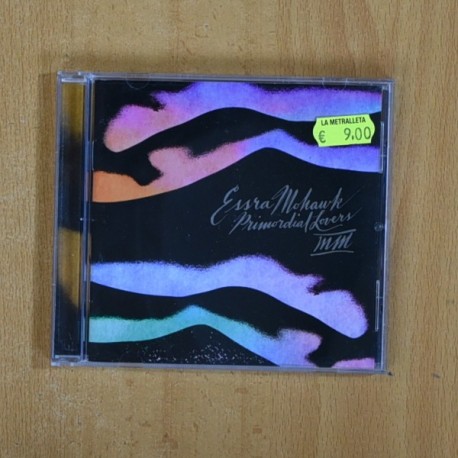 LA METRALLETA
€ 9,00
Essra Mohawk
Primordial Lovers
MM